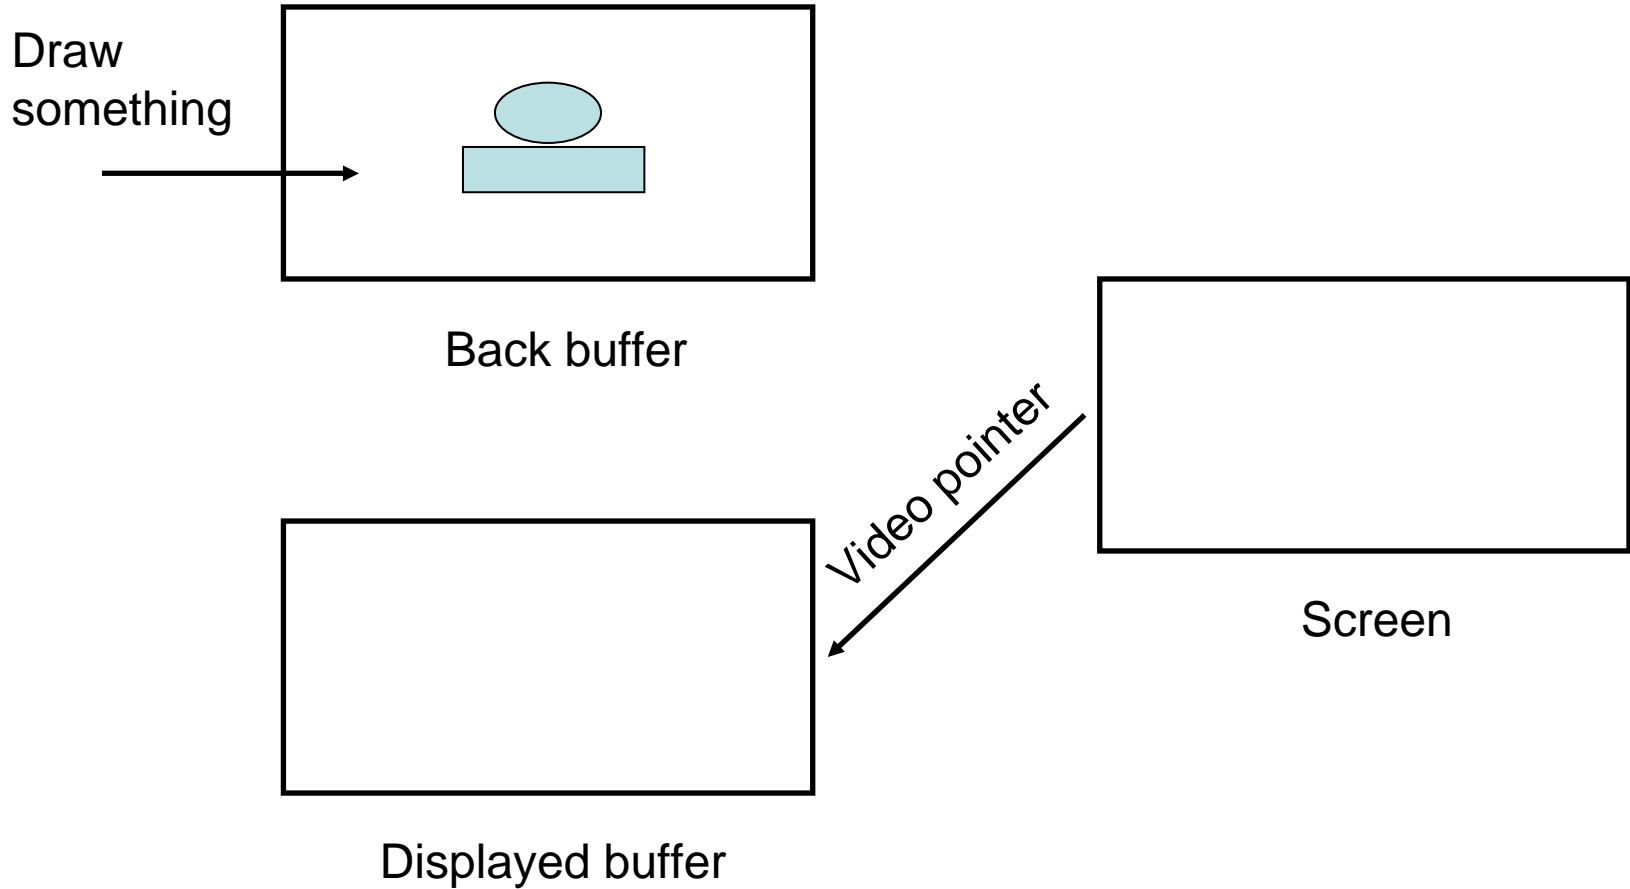 Draw
something
Back buffer
Video pointer
Screen
Displayed buffer